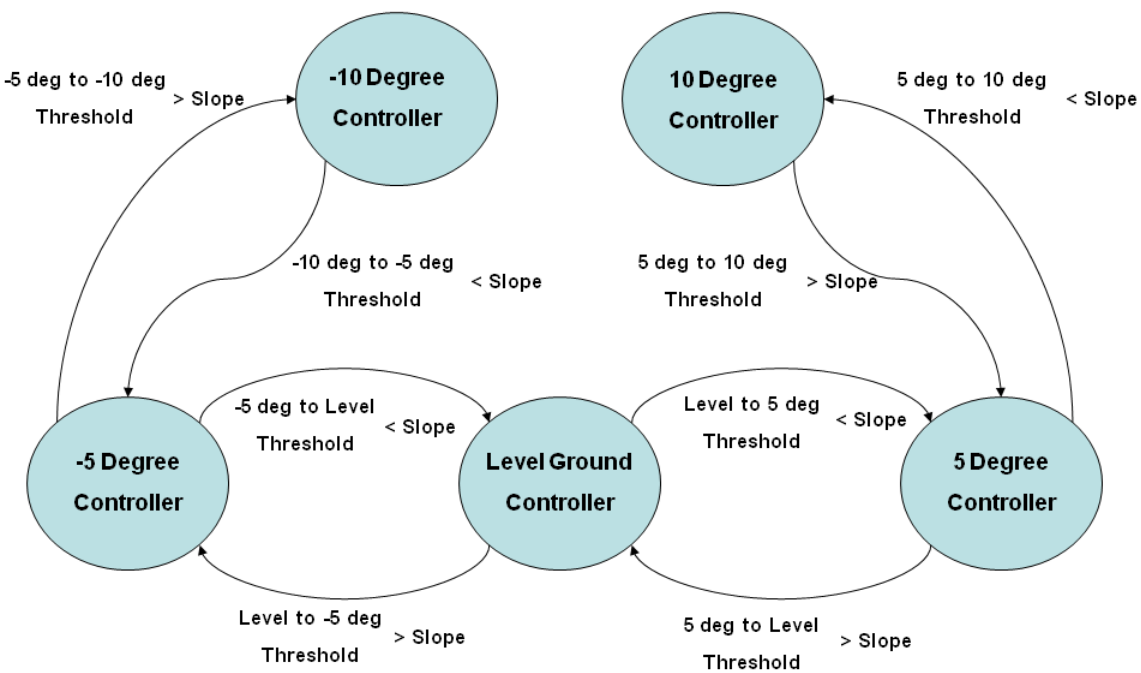 -10 Degree
Controller
10 Degree
Controller
-5 deg to -10 deg
Threshold
> Slope
5 deg to 10 deg
Threshold
< Slope
-10 deg to -5 deg
Threshold
< Slope
5 deg to 10 deg
Threshold
> Slope
-5 deg to Level
Threshold
< Slope
Level to 5 deg
Threshold
< Slope
-5 Degree
Controller
Level Ground
Controller
5 Degree
Controller
Level to -5 deg
Threshold
> Slope
5 deg to Level
Threshold
> Slope